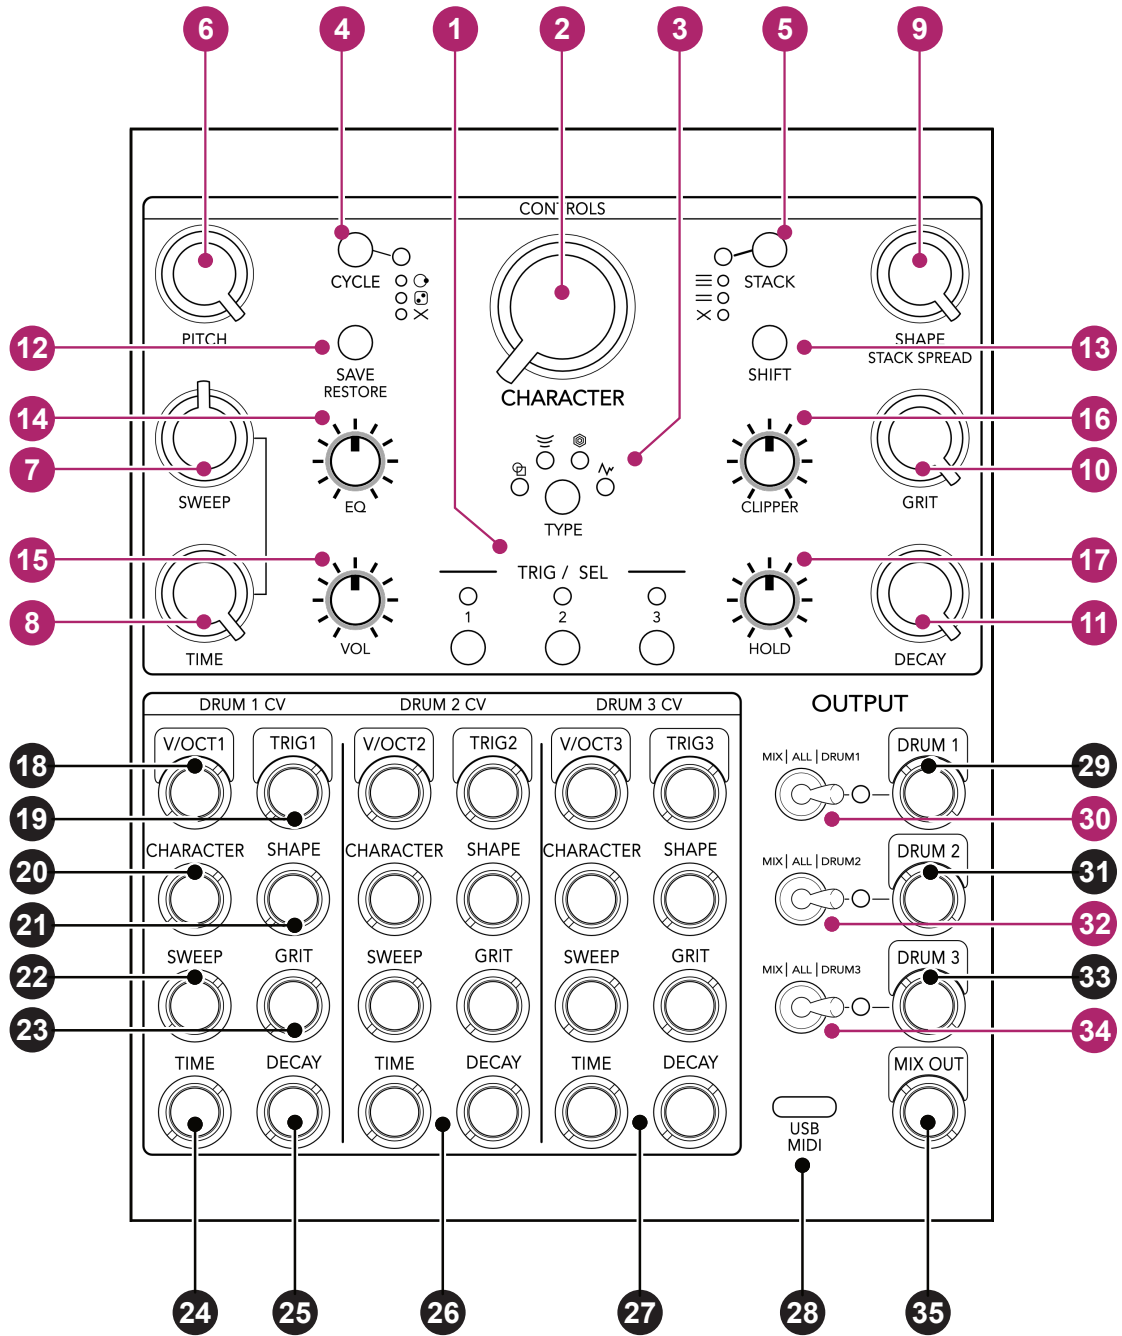 6 4 1 2 3 5 9
CONTROLS
CYCLE
STACK
PITCH
SHAPE
STACK SPREAD
12
SAVE
RESTORE
SHIFT
13
CHARACTER
14
16
7
SWEEP
EQ
TYPE
CLIPPER
GRIT
10
15
17
TRIG / SEL
1 2 3
8
TIME
VOL
HOLD
DECAY
11
DRUM 1 CV
DRUM 2 CV
DRUM 3 CV
OUTPUT
V/OCT1 TRIG1 V/OCT2 TRIG2 V/OCT3 TRIG3
MIX | ALL | DRUM1
DRUM 1
18
29
19
30
CHARACTER SHAPE CHARACTER SHAPE CHARACTER SHAPE
MIX | ALL | DRUM2
DRUM 2
20
31
21
32
SWEEP GRIT SWEEP GRIT SWEEP GRIT
MIX | ALL | DRUM3
DRUM 3
22
33
23
34
TIME DECAY TIME DECAY TIME DECAY
MIX OUT
USB
MIDI
24 25 26 27 28 35